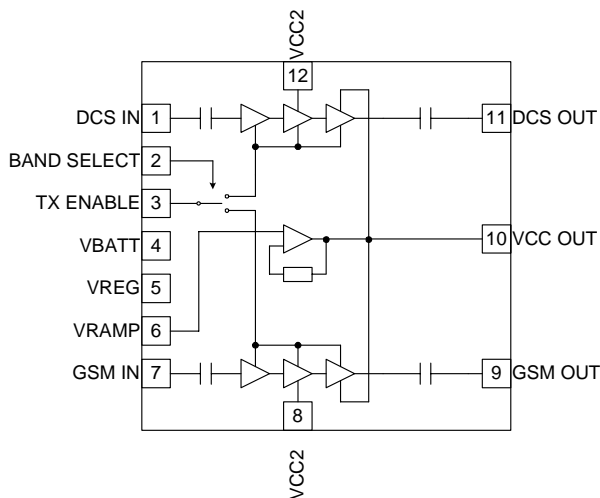 VCC2
12
DCS IN 1
11 DCS OUT
BAND SELECT 2
TX ENABLE 3
VBATT 4
10 VCC OUT
VREG 5
VRAMP 6
GSM IN 7
9 GSM OUT
8
VCC2